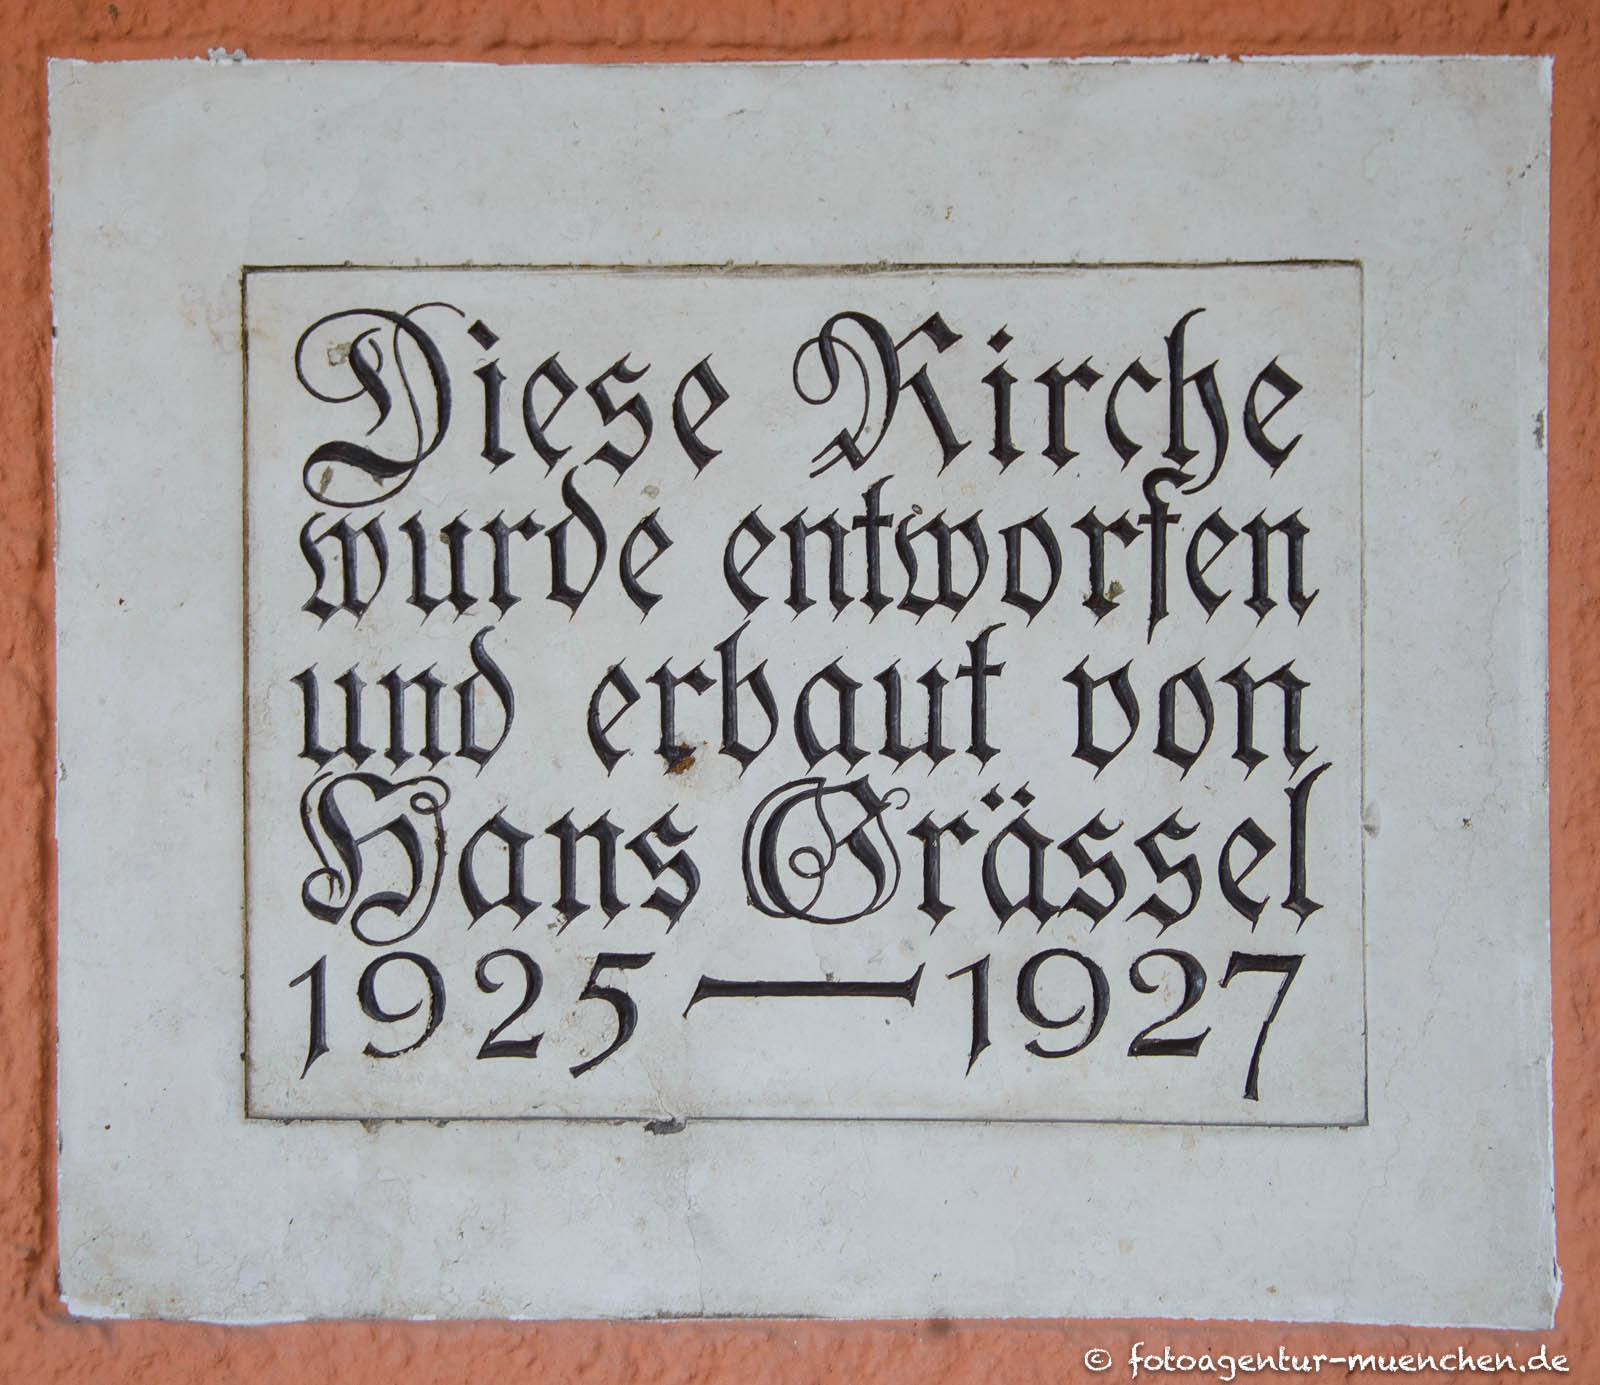 Diese Kirche
wurde entworfen
und erbaut von
Hans Grässel
1925 — 1927
© fotoagentur-muenchen.de